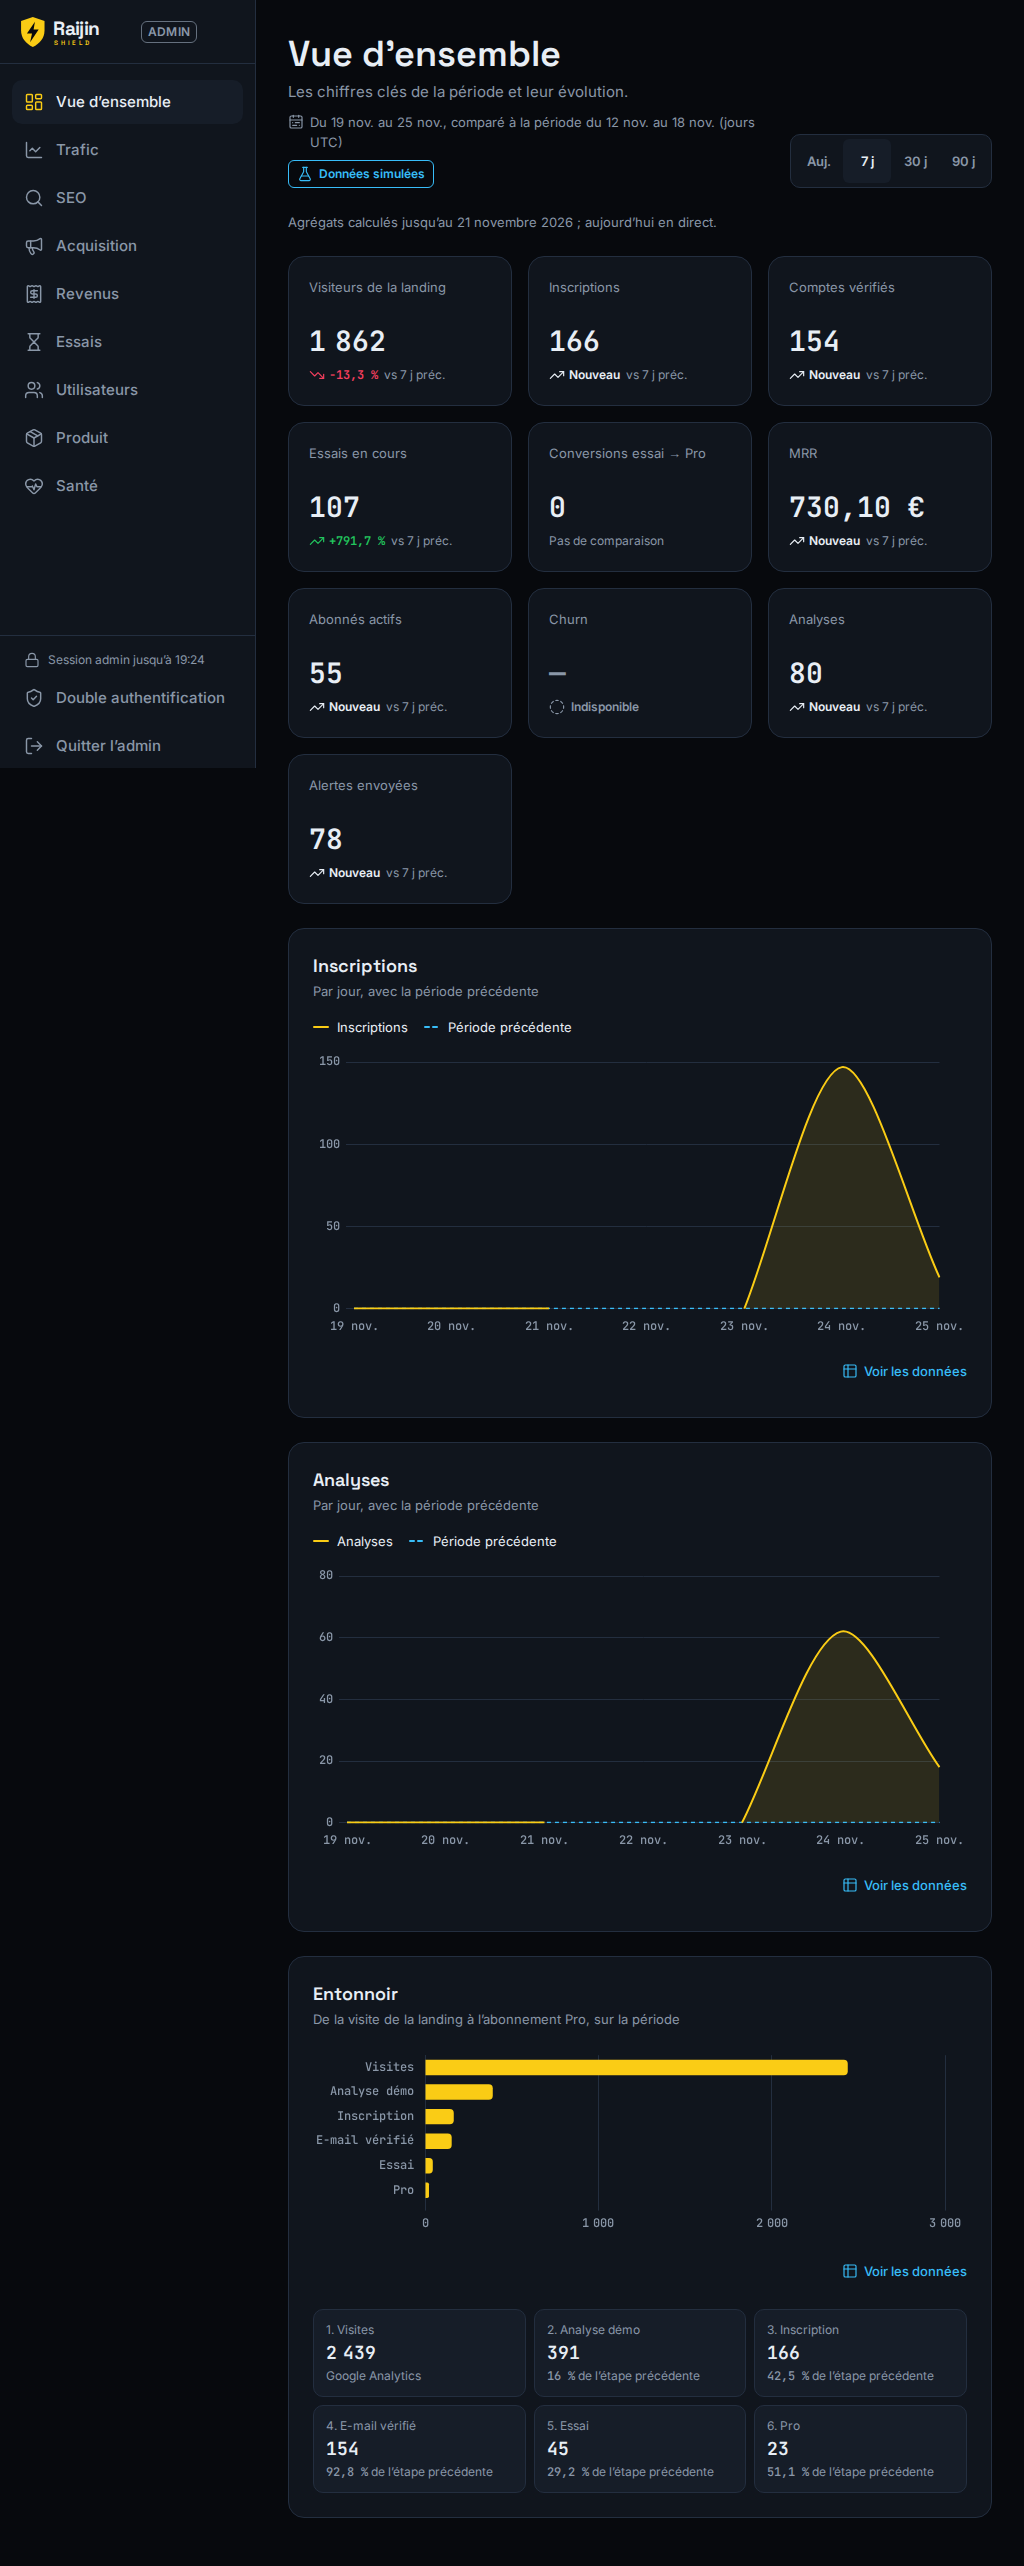 Raijin
SHIELD
ADMIN
Vue d’ensemble
Trafic
SEO
Acquisition
Revenus
Essais
Utilisateurs
Produit
Santé
Session admin jusqu’à 19:24
Double authentification
Quitter l’admin
Vue d’ensemble
Les chiffres clés de la période et leur évolution.
Du 19 nov. au 25 nov., comparé à la période du 12 nov. au 18 nov. (jours
UTC)
Données simulées
Auj. 7 j 30 j 90 j
Agrégats calculés jusqu’au 21 novembre 2026 ; aujourd’hui en direct.
Visiteurs de la landing
1 862
-13,3 % vs 7 j préc.
Inscriptions
166
Nouveau vs 7 j préc.
Comptes vérifiés
154
Nouveau vs 7 j préc.
Essais en cours
107
+791,7 % vs 7 j préc.
Conversions essai → Pro
0
Pas de comparaison
MRR
730,10 €
Nouveau vs 7 j préc.
Abonnés actifs
55
Nouveau vs 7 j préc.
Churn
—
Indisponible
Analyses
80
Nouveau vs 7 j préc.
Alertes envoyées
78
Nouveau vs 7 j préc.
Inscriptions
Par jour, avec la période précédente
Inscriptions Période précédente
150
100
50
0
19 nov. 20 nov. 21 nov. 22 nov. 23 nov. 24 nov. 25 nov.
Voir les données
Analyses
Par jour, avec la période précédente
Analyses Période précédente
80
60
40
20
0
19 nov. 20 nov. 21 nov. 22 nov. 23 nov. 24 nov. 25 nov.
Voir les données
Entonnoir
De la visite de la landing à l’abonnement Pro, sur la période
Visites
Analyse démo
Inscription
E-mail vérifié
Essai
Pro
0 1 000 2 000 3 000
Voir les données
1. Visites
2 439
Google Analytics
2. Analyse démo
391
16 % de l’étape précédente
3. Inscription
166
42,5 % de l’étape précédente
4. E-mail vérifié
154
92,8 % de l’étape précédente
5. Essai
45
29,2 % de l’étape précédente
6. Pro
23
51,1 % de l’étape précédente